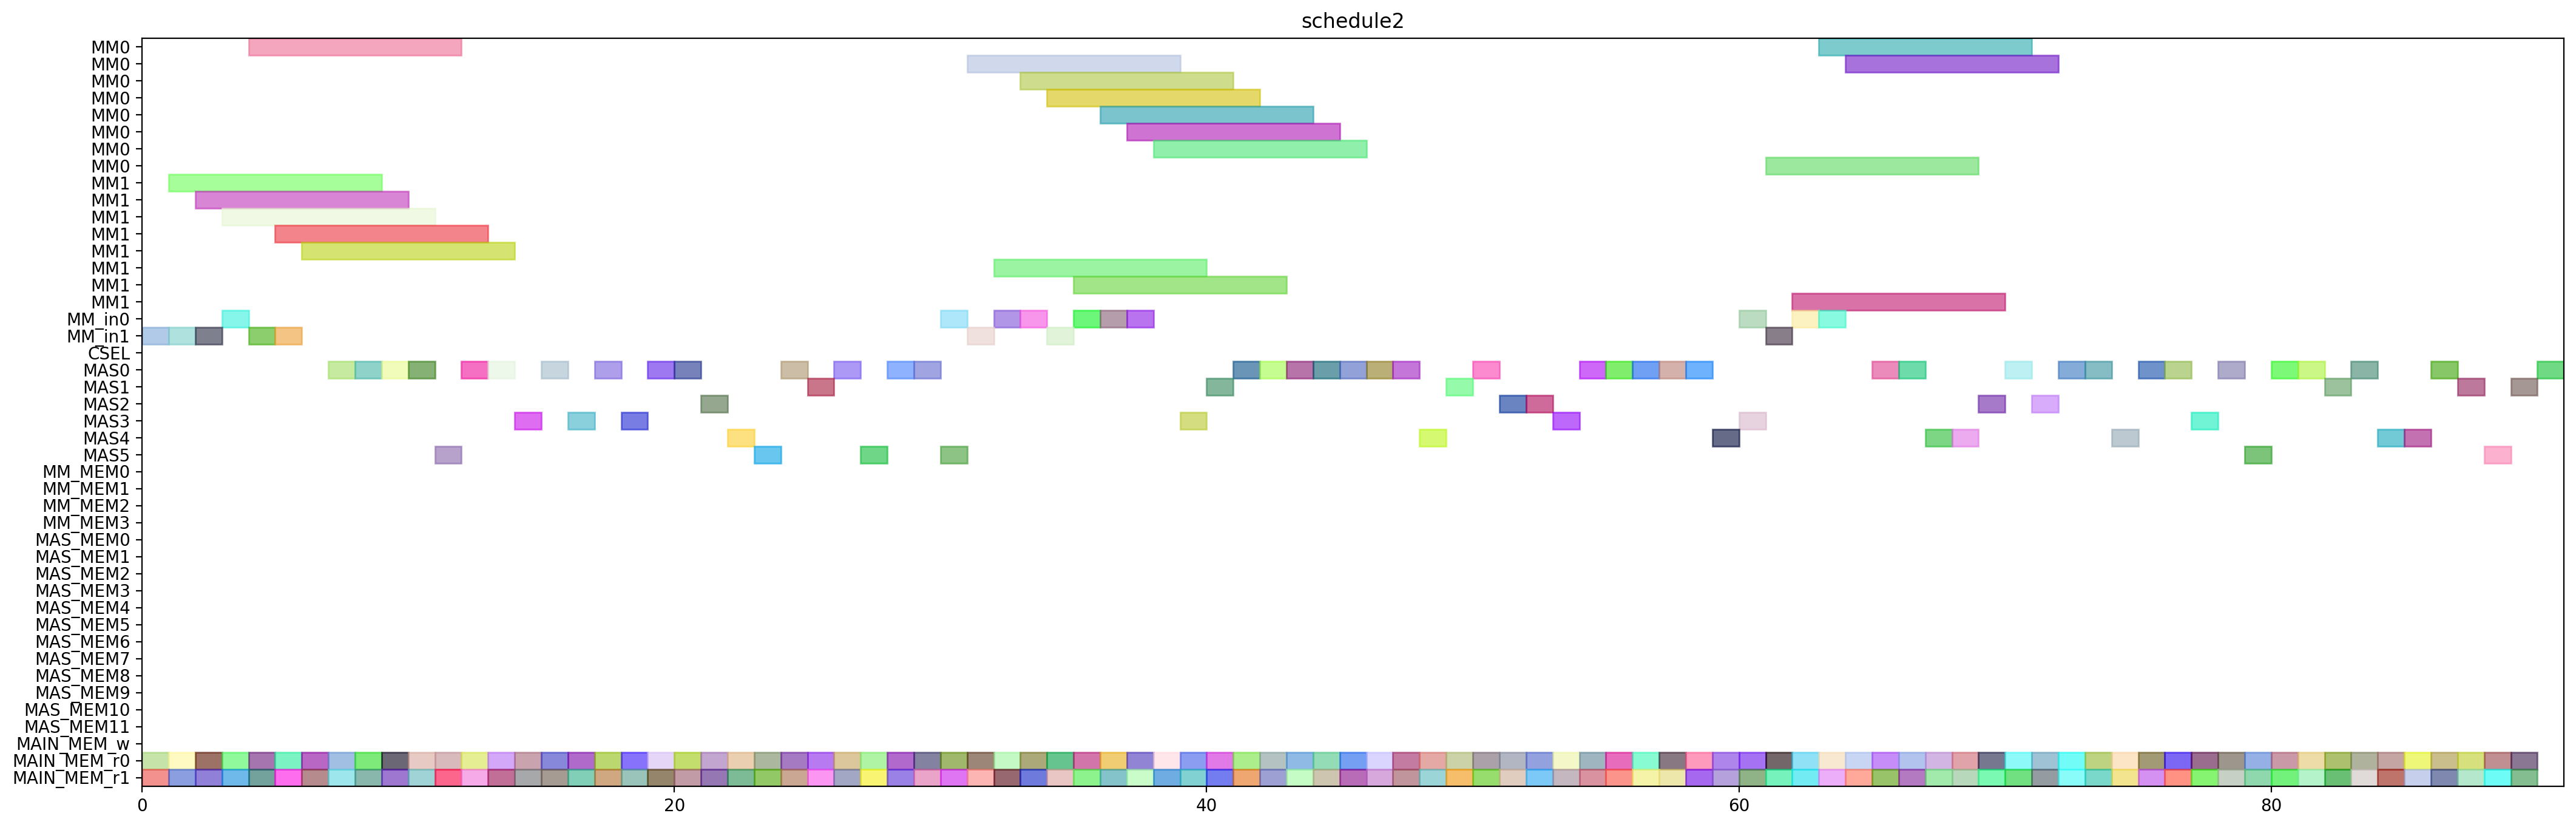 schedule2
MM0
MM0
MM0
MM0
MM0
MM0
MM0
MM0
MM1
MM1
MM1
MM1
MM1
MM1
MM1
MM1
MM_in0
MM_in1
CSEL
MAS0
MAS1
MAS2
MAS3
MAS4
MAS5
MM_MEM0
MM_MEM1
MM_MEM2
MM_MEM3
MAS_MEM0
MAS_MEM1
MAS_MEM2
MAS_MEM3
MAS_MEM4
MAS_MEM5
MAS_MEM6
MAS_MEM7
MAS_MEM8
MAS_MEM9
MAS_MEM10
MAS_MEM11
MAIN_MEM_w
MAIN_MEM_r0
MAIN_MEM_r1
0 20 40 60 80